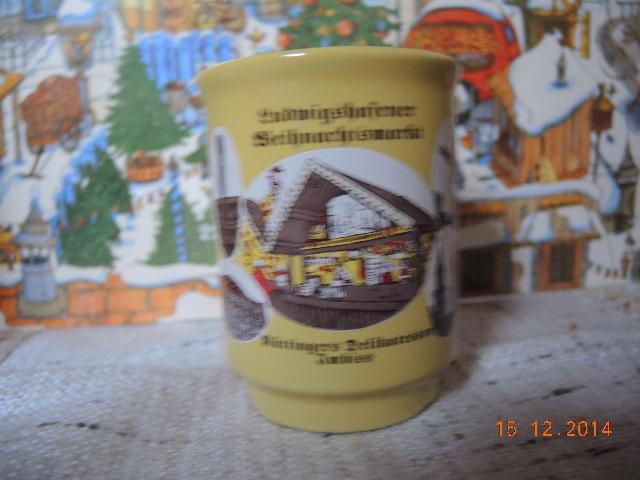 Ludwigshafener
Weihnachtsmarkt
Delikatessen
Imbiss
15.12.2014